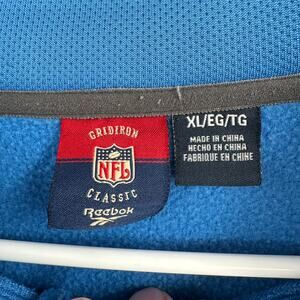 GRIDIRON
NFL
CLASSIC
Reebok
XL/EG/TG
MADE IN CHINA
HECHO EN CHINA
FABRIQUE EN CHINE